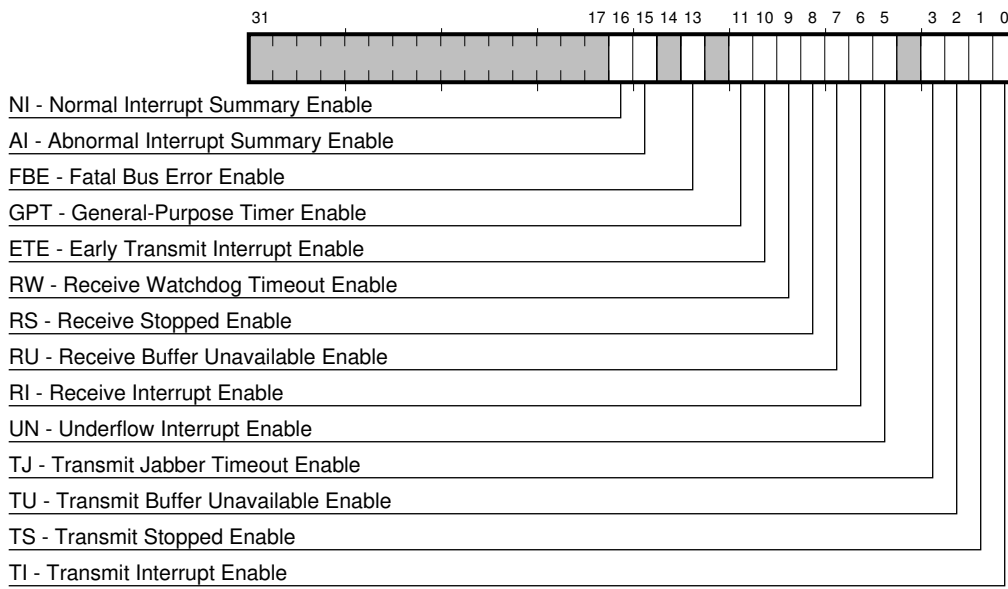 31 17 16 15 14 13 11 10 9 8 7 6 5 3 2 1 0
NI - Normal Interrupt Summary Enable
AI - Abnormal Interrupt Summary Enable
FBE - Fatal Bus Error Enable
GPT - General-Purpose Timer Enable
ETE - Early Transmit Interrupt Enable
RW - Receive Watchdog Timeout Enable
RS - Receive Stopped Enable
RU - Receive Buffer Unavailable Enable
RI - Receive Interrupt Enable
UN - Underflow Interrupt Enable
TJ - Transmit Jabber Timeout Enable
TU - Transmit Buffer Unavailable Enable
TS - Transmit Stopped Enable
TI - Transmit Interrupt Enable